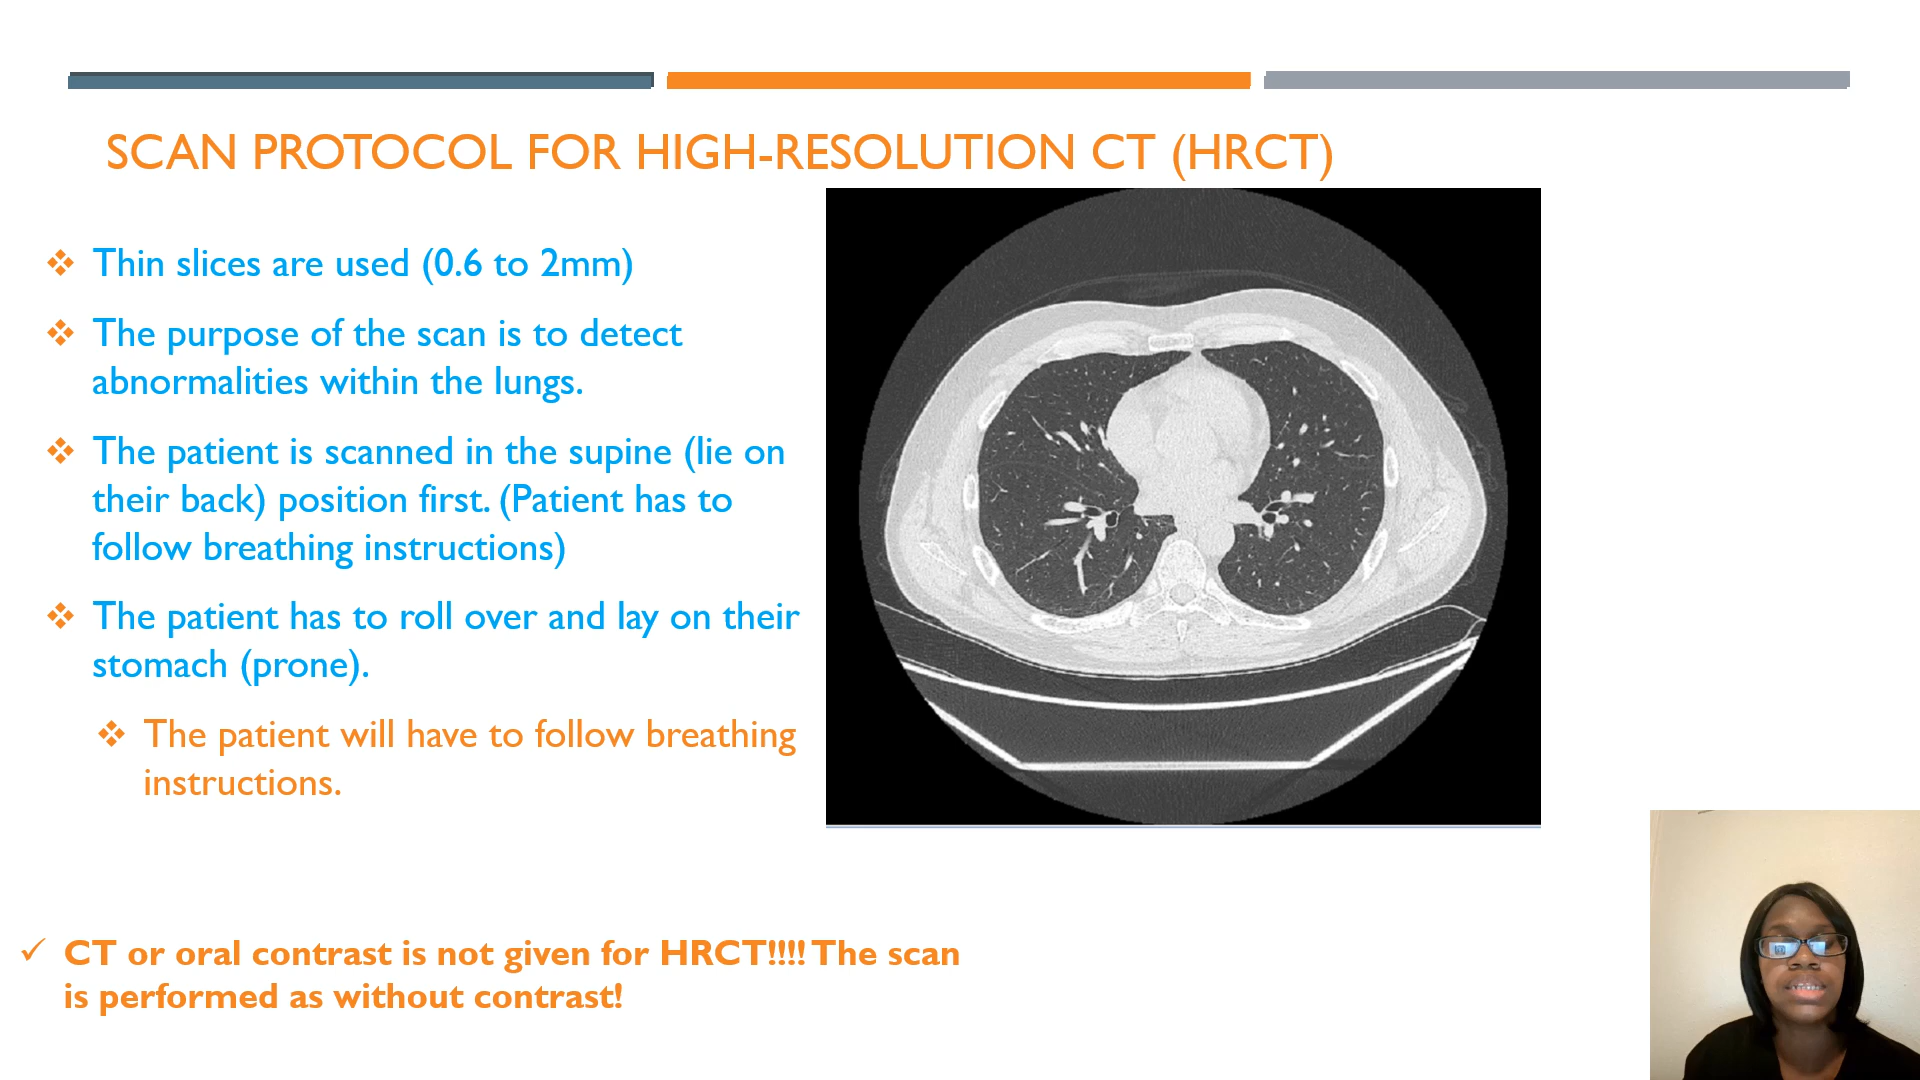 SCAN PROTOCOL FOR HIGH-RESOLUTION CT (HRCT)
Thin slices are used (0.6 to 2mm)
The purpose of the scan is to detect
abnormalities within the lungs.
The patient is scanned in the supine (lie on
their back) position first. (Patient has to
follow breathing instructions)
The patient has to roll over and lay on their
stomach (prone).
The patient will have to follow breathing
instructions.
CT or oral contrast is not given for HRCT!!!! The scan
is performed as without contrast!